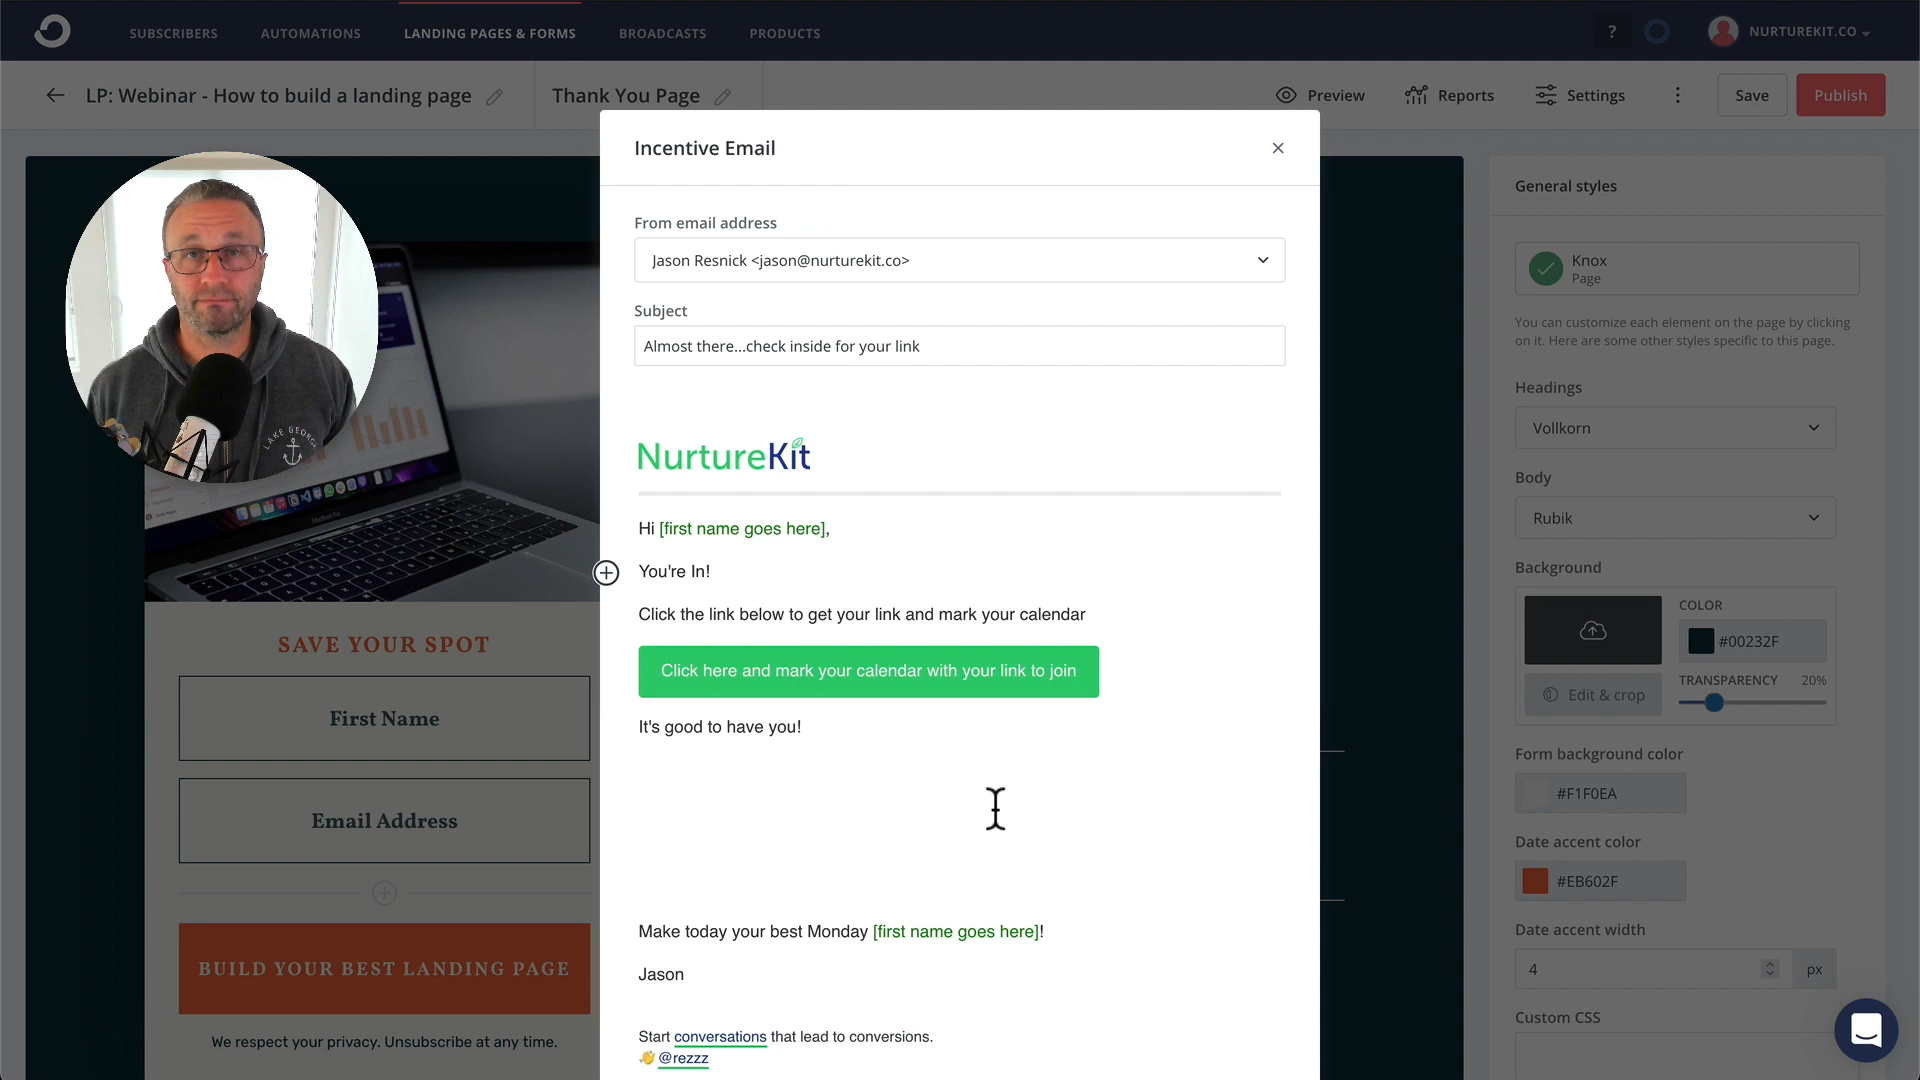 SUBSCRIBERS
AUTOMATIONS
LANDING PAGES & FORMS
BROADCASTS
PRODUCTS
?
NURTUREKIT.CO
LP: Webinar - How to build a landing page
Thank You Page
Preview
Reports
Settings
Save
Publish
Incentive Email
From email address
Jason Resnick <jason@nurturekit.co>
Subject
Almost there...check inside for your link
NurtureKit
Hi [first name goes here],
You're In!
Click the link below to get your link and mark your calendar
Click here and mark your calendar with your link to join
It's good to have you!
Make today your best Monday [first name goes here]!
Jason
Start conversations that lead to conversions.
👋 @rezzz
LAKE GEORGE
SAVE YOUR SPOT
First Name
Email Address
BUILD YOUR BEST LANDING PAGE
We respect your privacy. Unsubscribe at any time.
General styles
Knox
Page
You can customize each element on the page by clicking
on it. Here are some other styles specific to this page.
Headings
Vollkorn
Body
Rubik
Background
COLOR
#00232F
TRANSPARENCY 20%
Edit & crop
Form background color
#F1F0EA
Date accent color
#EB602F
Date accent width
4 px
Custom CSS